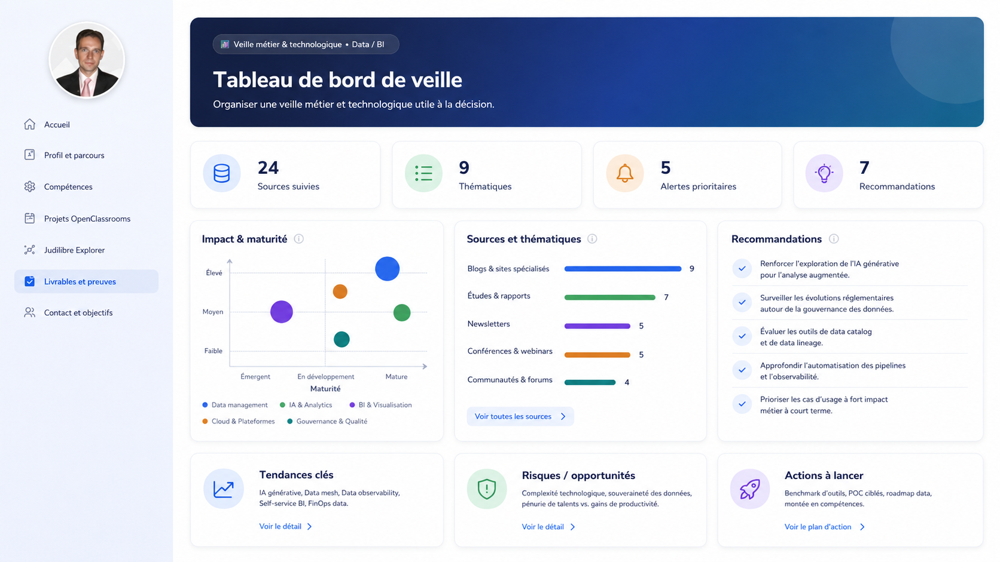 Accueil
Profil et parcours
Compétences
Projets OpenClassrooms
Judilibre Explorer
Livrables et preuves
Contact et objectifs
Veille métier & technologique • Data / BI
Tableau de bord de veille
Organiser une veille métier et technologique utile à la décision.
24
Sources suivies
9
Thématiques
5
Alertes prioritaires
7
Recommandations
Impact & maturité
Élevé
Moyen
Faible
Émergent
En développement
Mature
Maturité
Data management
IA & Analytics
BI & Visualisation
Cloud & Plateformes
Gouvernance & Qualité
Sources et thématiques
Blogs & sites spécialisés 9
Études & rapports 7
Newsletters 5
Conférences & webinars 5
Communautés & forums 4
Voir toutes les sources
Recommandations
Renforcer l'exploration de l'IA générative
pour l'analyse augmentée.
Surveiller les évolutions réglementaires
autour de la gouvernance des données.
Évaluer les outils de data catalog
et de data lineage.
Approfondir l'automatisation des pipelines
et l'observabilité.
Prioriser les cas d'usage à fort impact
métier à court terme.
Tendances clés
IA générative, Data mesh, Data observability,
Self-service BI, FinOps data.
Voir le détail
Risques / opportunités
Complexité technologique, souveraineté des données,
pénurie de talents vs. gains de productivité.
Voir le détail
Actions à lancer
Benchmark d'outils, POC ciblés, roadmap data,
montée en compétences.
Voir le plan d'action